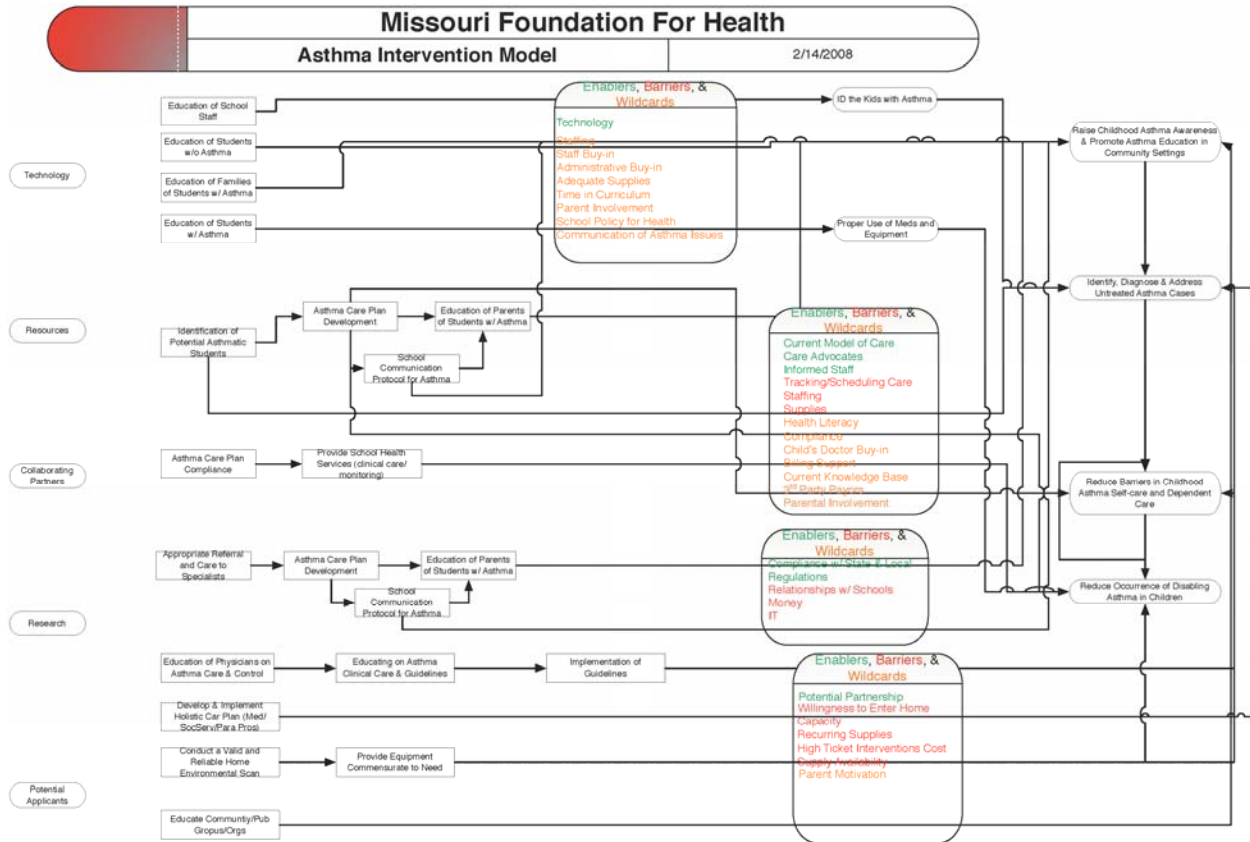 Missouri Foundation For Health
Asthma Intervention Model
2/14/2008
Technology
Resources
Collaborating
Partners
Research
Potential
Applicants
Education of School
Staff
Education of Students
w/o Asthma
Education of Families
of Students w/ Asthma
Education of Students
w/ Asthma
Enablers, Barriers, &
Wildcards
Technology
Staffing
Staff Buy-in
Administrative Buy-in
Adequate Supplies
Time in Curriculum
Parent Involvement
School Policy for Health
Communication of Asthma Issues
ID the Kids with Asthma
Proper Use of Meds and
Equipment
Raise Childhood Asthma Awareness
& Promote Asthma Education in
Community Settings
Identify, Diagnose & Address
Untreated Asthma Cases
Identification of
Potential Asthmatic
Students
Asthma Care Plan
Development
Education of Parents
of Students w/ Asthma
School
Communication
Protocol for Asthma
Asthma Care Plan
Compliance
Provide School Health
Services (clinical care/
monitoring)
Enablers, Barriers, &
Wildcards
Current Model of Care
Care Advocates
Informed Staff
Tracking/Scheduling Care
Staffing
Supplies
Health Literacy
Compliance
Child's Doctor Buy-in
Billing Support
Current Knowledge Base
3rd Party Payors
Parental Involvement
Reduce Barriers in Childhood
Asthma Self-care and Dependent
Care
Reduce Occurrence of Disabling
Asthma in Children
Appropriate Referral
and Care to
Specialists
Asthma Care Plan
Development
Education of Parents
of Students w/ Asthma
School
Communication
Protocol for Asthma
Enablers, Barriers, &
Wildcards
Compliance w/ State & Local
Regulations
Relationships w/ Schools
Money
IT
Education of Physicians on
Asthma Care & Control
Educating on Asthma
Clinical Care & Guidelines
Implementation of
Guidelines
Develop & Implement
Holistic Car Plan (Med/
SocServ/Para Pros)
Conduct a Valid and
Reliable Home
Environmental Scan
Provide Equipment
Commensurate to Need
Educate Communtiy/Pub
Gropus/Orgs
Enablers, Barriers, &
Wildcards
Potential Partnership
Willingness to Enter Home
Capacity
Recurring Supplies
High Ticket Interventions Cost
Supply Availability
Parent Motivation